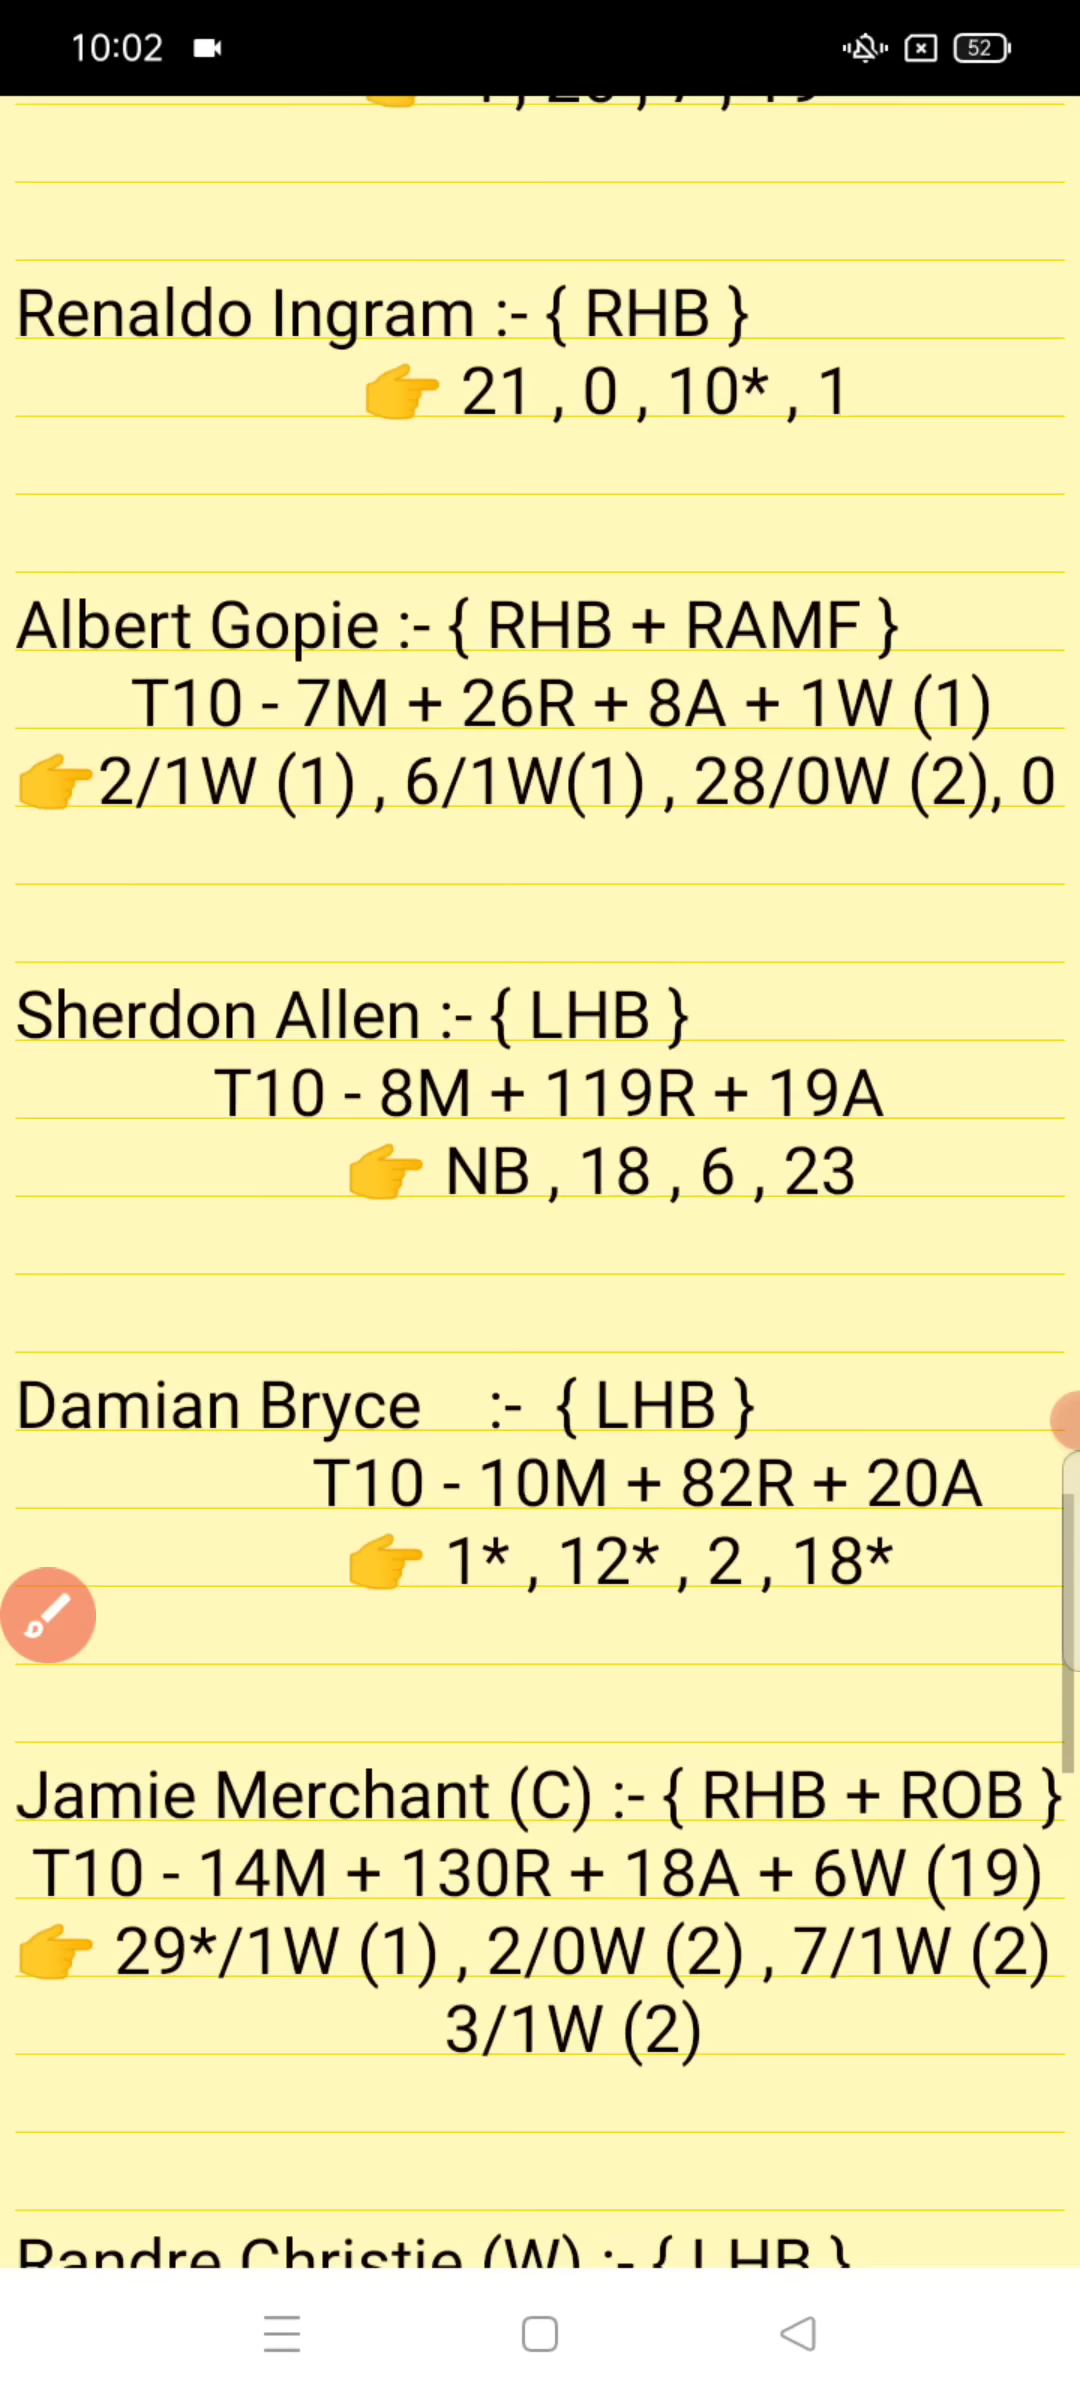 10:02
52
Renaldo Ingram :- { RHB }
👉 21 , 0 , 10* , 1
Albert Gopie :- { RHB + RAMF }
T10 - 7M + 26R + 8A + 1W (1)
👉2/1W (1) , 6/1W(1) , 28/0W (2), 0
Sherdon Allen :- { LHB }
T10 - 8M + 119R + 19A
👉 NB , 18 , 6 , 23
Damian Bryce :- { LHB }
T10 - 10M + 82R + 20A
👉 1* , 12* , 2 , 18*
Jamie Merchant (C) :- { RHB + ROB }
T10 - 14M + 130R + 18A + 6W (19)
👉 29*/1W (1) , 2/0W (2) , 7/1W (2)
3/1W (2)
Randre Christie (W) :- { LHB }